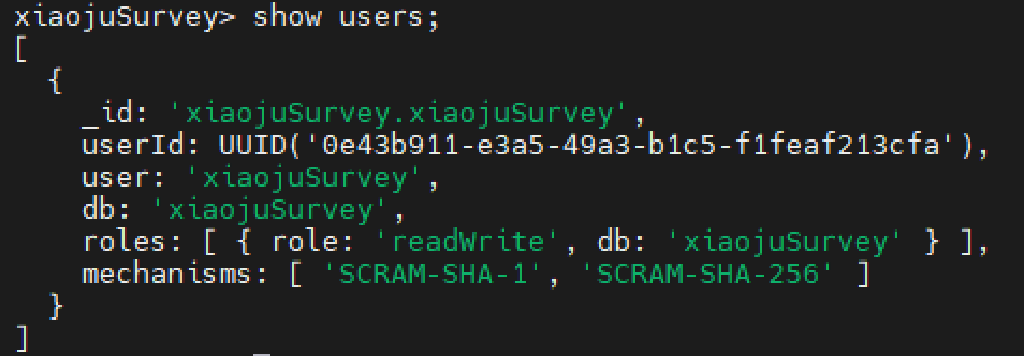 xiaojuSurvey> show users;
[
  {
    _id: 'xiaojuSurvey.xiaojuSurvey',
    userId: UUID('0e43b911-e3a5-49a3-b1c5-f1feaf213cfa'),
    user: 'xiaojuSurvey',
    db: 'xiaojuSurvey',
    roles: [ { role: 'readWrite', db: 'xiaojuSurvey' } ],
    mechanisms: [ 'SCRAM-SHA-1', 'SCRAM-SHA-256' ]
  }
]